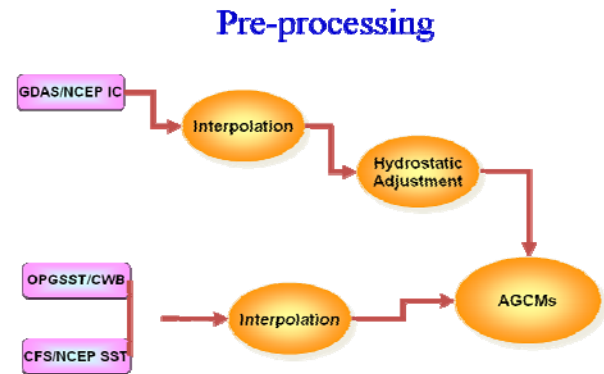 Pre-processing
GDAS/NCEP IC
Interpolation
Hydrostatic
Adjustment
OPGSST/CWB
AGCMs
Interpolation
CFS/NCEP SST